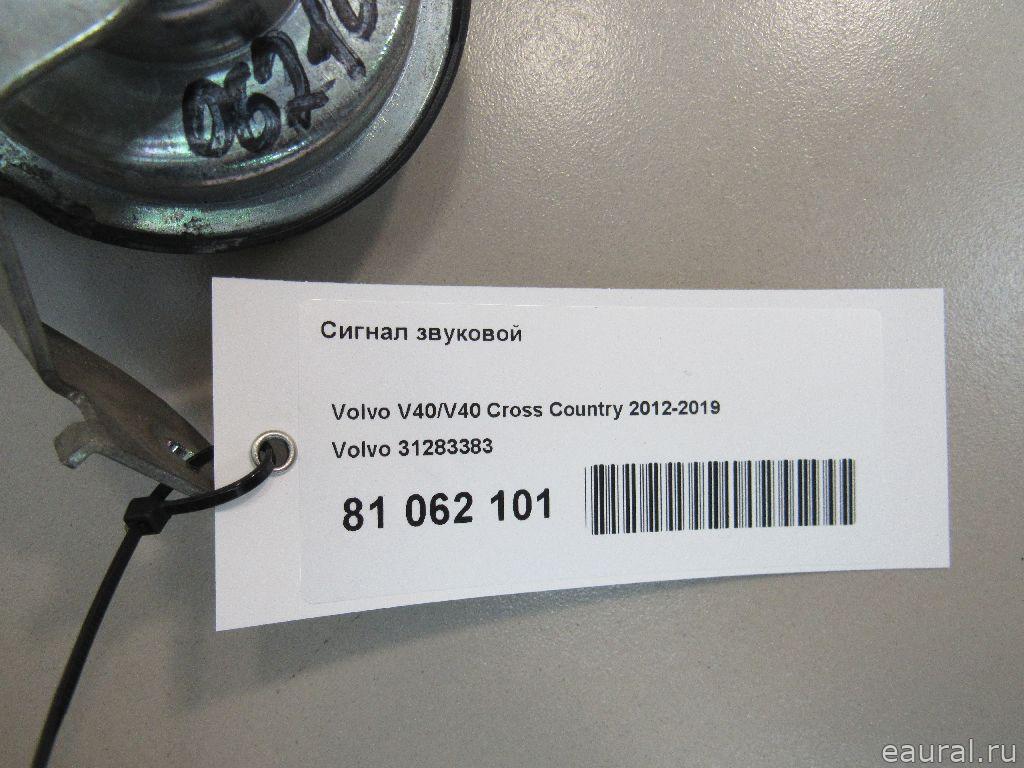 Сигнал звуковой
Volvo V40/V40 Cross Country 2012-2019
Volvo 31283383
81 062 101
eaural.ru